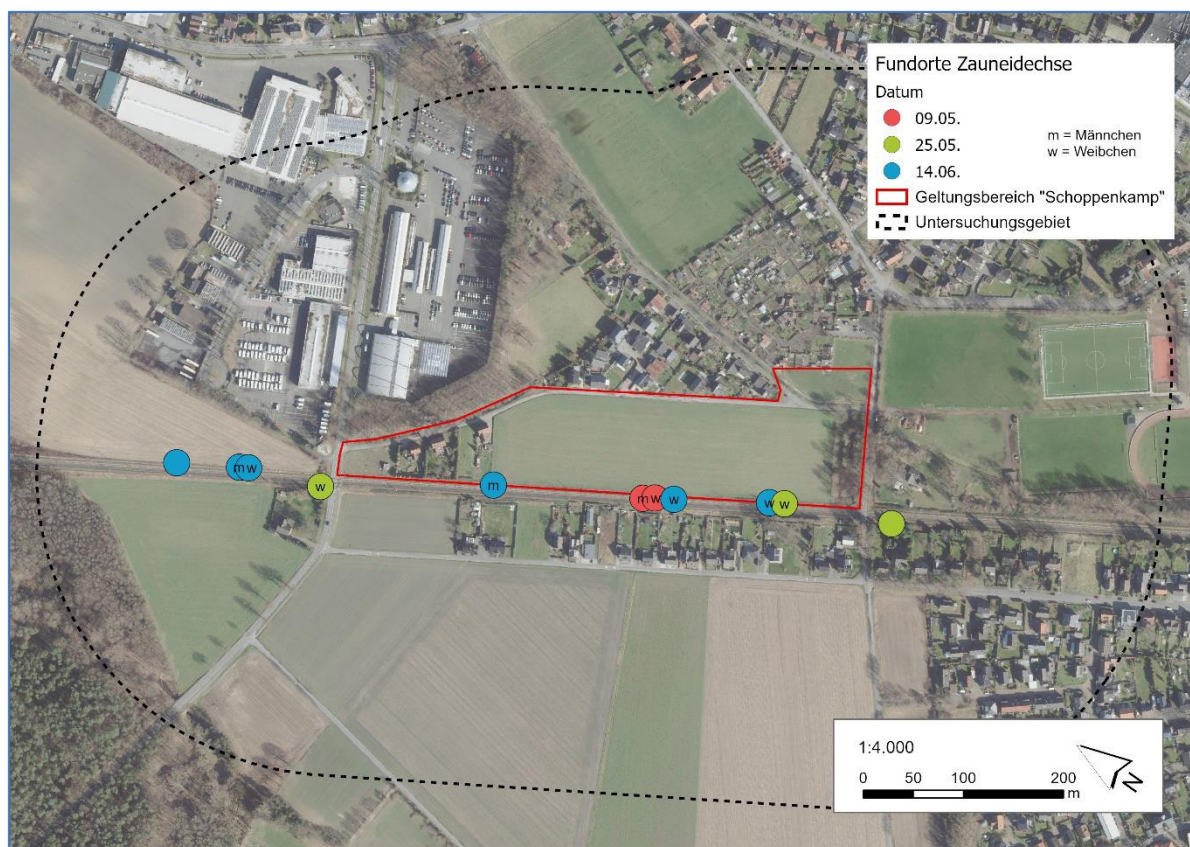 Fundorte Zauneidechse
Datum
09.05.
25.05.
14.06.
m = Männchen
w = Weibchen
Geltungsbereich "Schoppenkamp"
Untersuchungsgebiet
m w
w
m
m w
w w
1:4.000
0 50 100 200
m
N